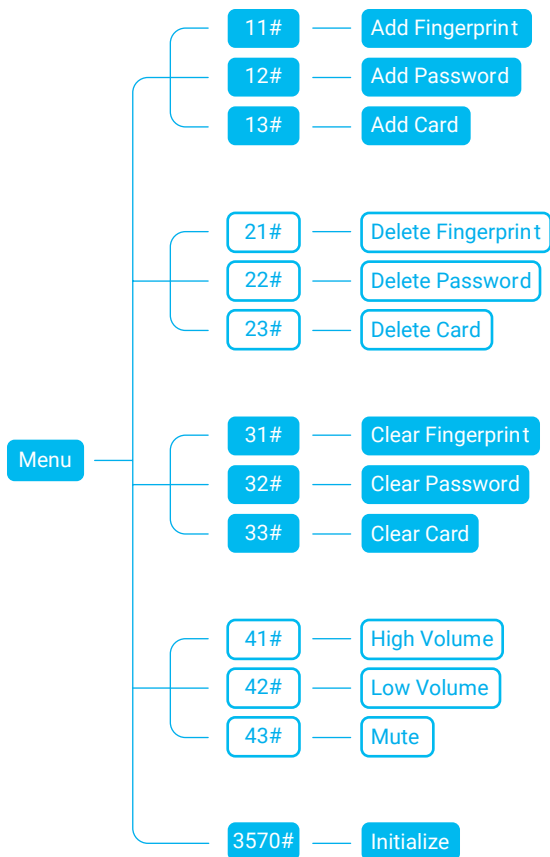 11# Add Fingerprint
12# Add Password
13# Add Card
21# Delete Fingerprint
22# Delete Password
23# Delete Card
31# Clear Fingerprint
Menu
32# Clear Password
33# Clear Card
41# High Volume
42# Low Volume
43# Mute
3570# Initialize